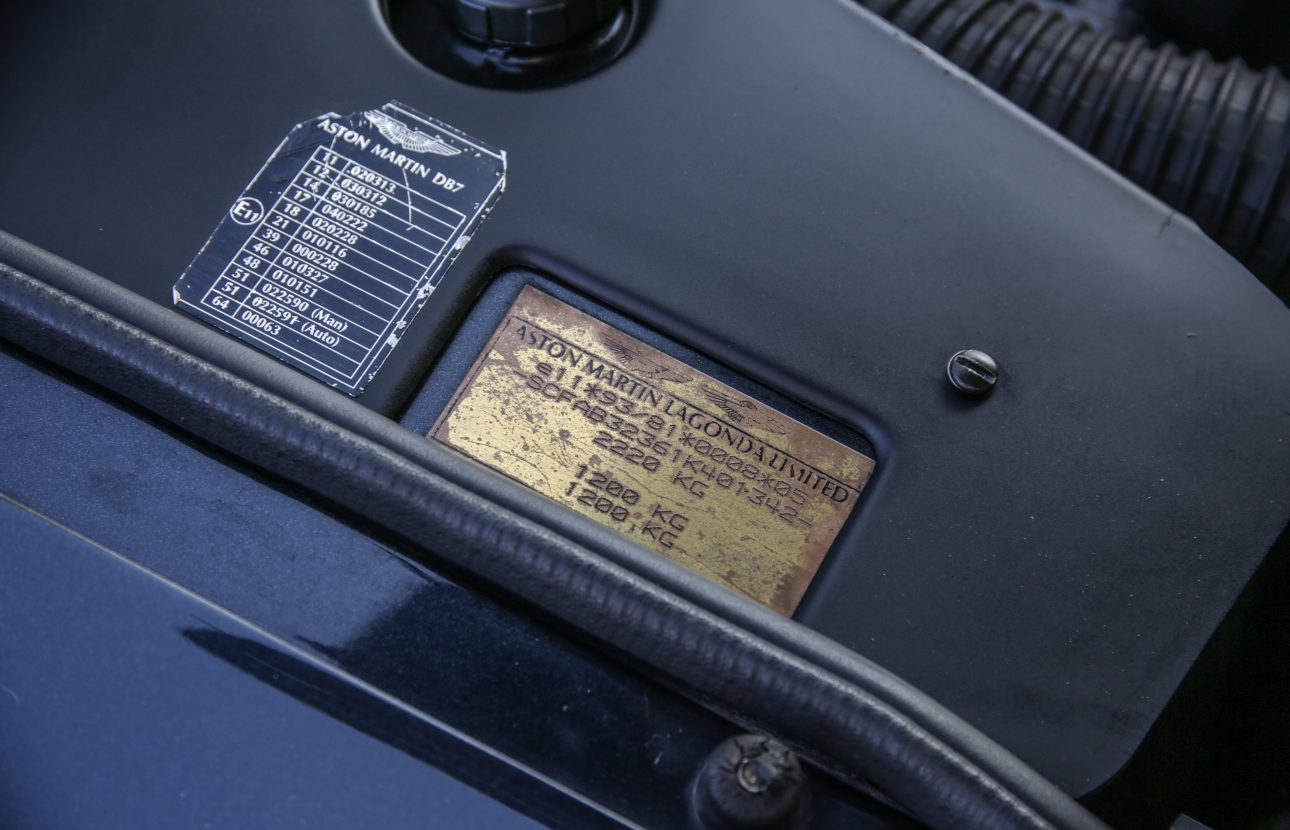 ASTON MARTIN DB7
E11
11 020313
12 030312
14 030185
17 040222
18 020228
21 010116
39 000228
46 010327
48 010151
51 022590 (Man)
51 022591 (Auto)
64 00063
ASTON MARTIN LAGONDA LIMITED
e11*93/81*0008*05
SCFAB32361K401342-
2220 KG
1200 KG
1200 KG